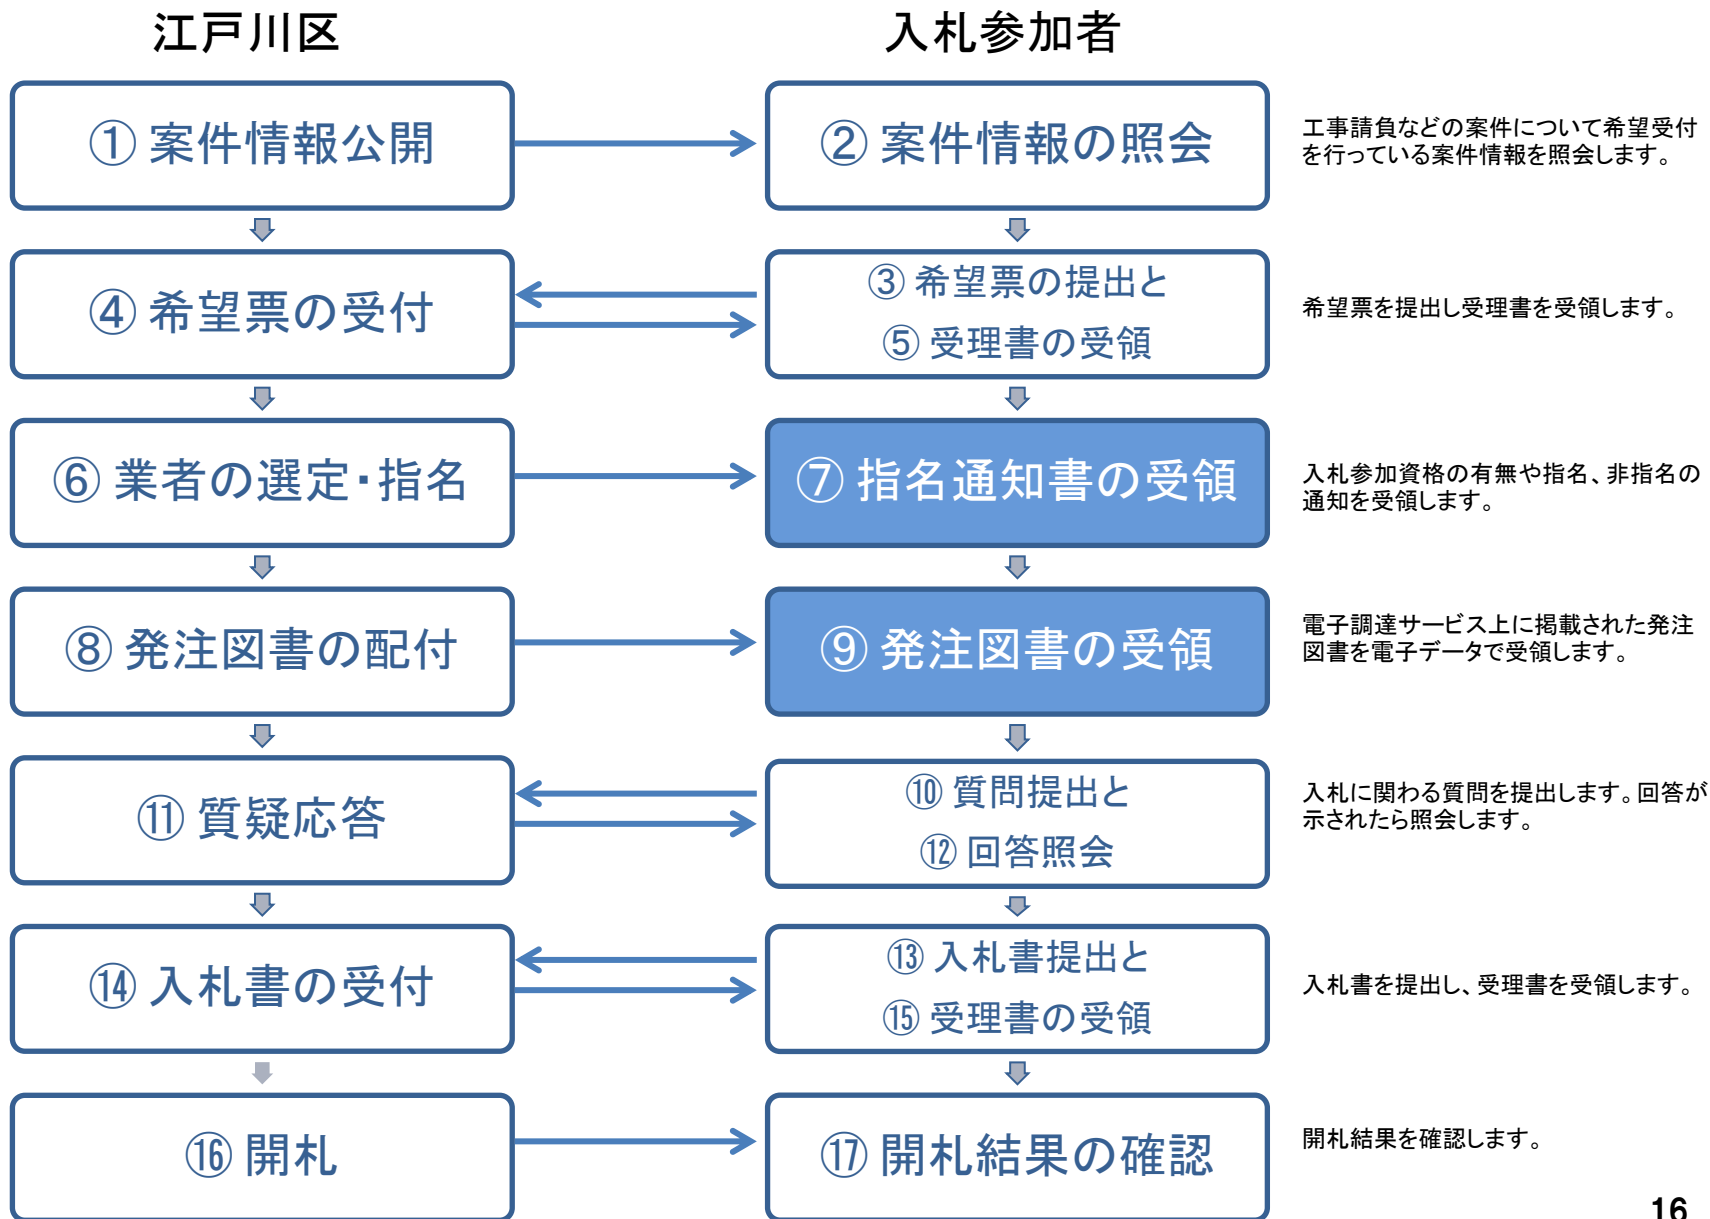 江戸川区
入札参加者
① 案件情報公開
② 案件情報の照会
工事請負などの案件について希望受付
を行っている案件情報を照会します。
④ 希望票の受付
③ 希望票の提出と
⑤ 受理書の受領
希望票を提出し受理書を受領します。
⑥ 業者の選定・指名
⑦ 指名通知書の受領
入札参加資格の有無や指名、非指名の
通知を受領します。
⑧ 発注図書の配付
⑨ 発注図書の受領
電子調達サービス上に掲載された発注
図書を電子データで受領します。
⑪ 質疑応答
⑩ 質問提出と
⑫ 回答照会
入札に関わる質問を提出します。回答が
示されたら照会します。
⑭ 入札書の受付
⑬ 入札書提出と
⑮ 受理書の受領
入札書を提出し、受理書を受領します。
⑯ 開札
⑰ 開札結果の確認
開札結果を確認します。
16